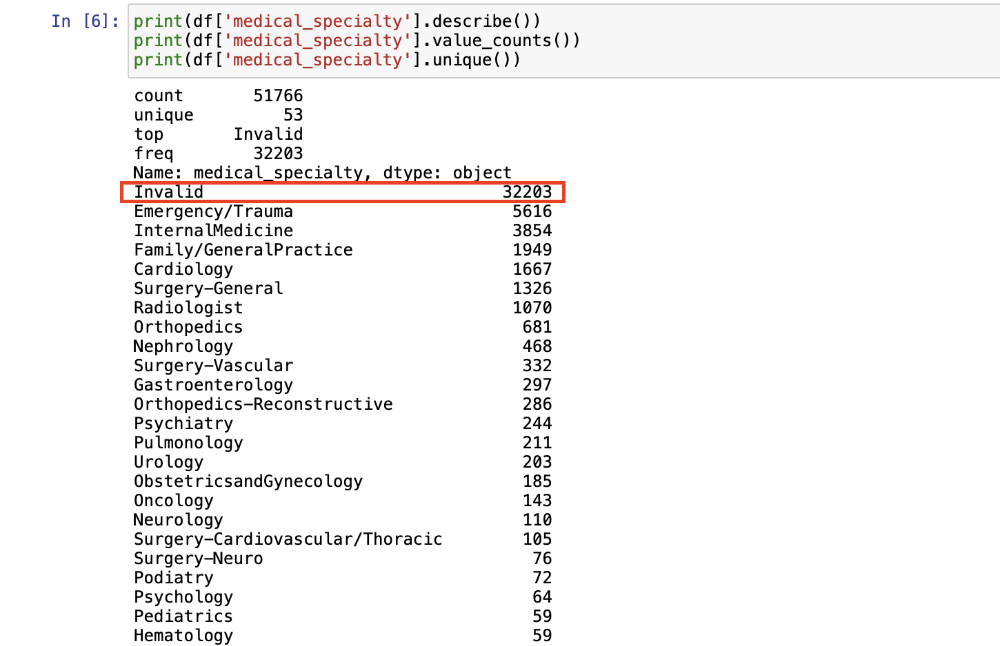 In [6]: print(df['medical_specialty'].describe())
print(df['medical_specialty'].value_counts())
print(df['medical_specialty'].unique())
count 51766
unique 53
top Invalid
freq 32203
Name: medical_specialty, dtype: object
Invalid 32203
Emergency/Trauma 5616
InternalMedicine 3854
Family/GeneralPractice 1949
Cardiology 1667
Surgery-General 1326
Radiologist 1070
Orthopedics 681
Nephrology 468
Surgery-Vascular 332
Gastroenterology 297
Orthopedics-Reconstructive 286
Psychiatry 244
Pulmonology 211
Urology 203
ObstetricsandGynecology 185
Oncology 143
Neurology 110
Surgery-Cardiovascular/Thoracic 105
Surgery-Neuro 76
Podiatry 72
Psychology 64
Pediatrics 59
Hematology 59